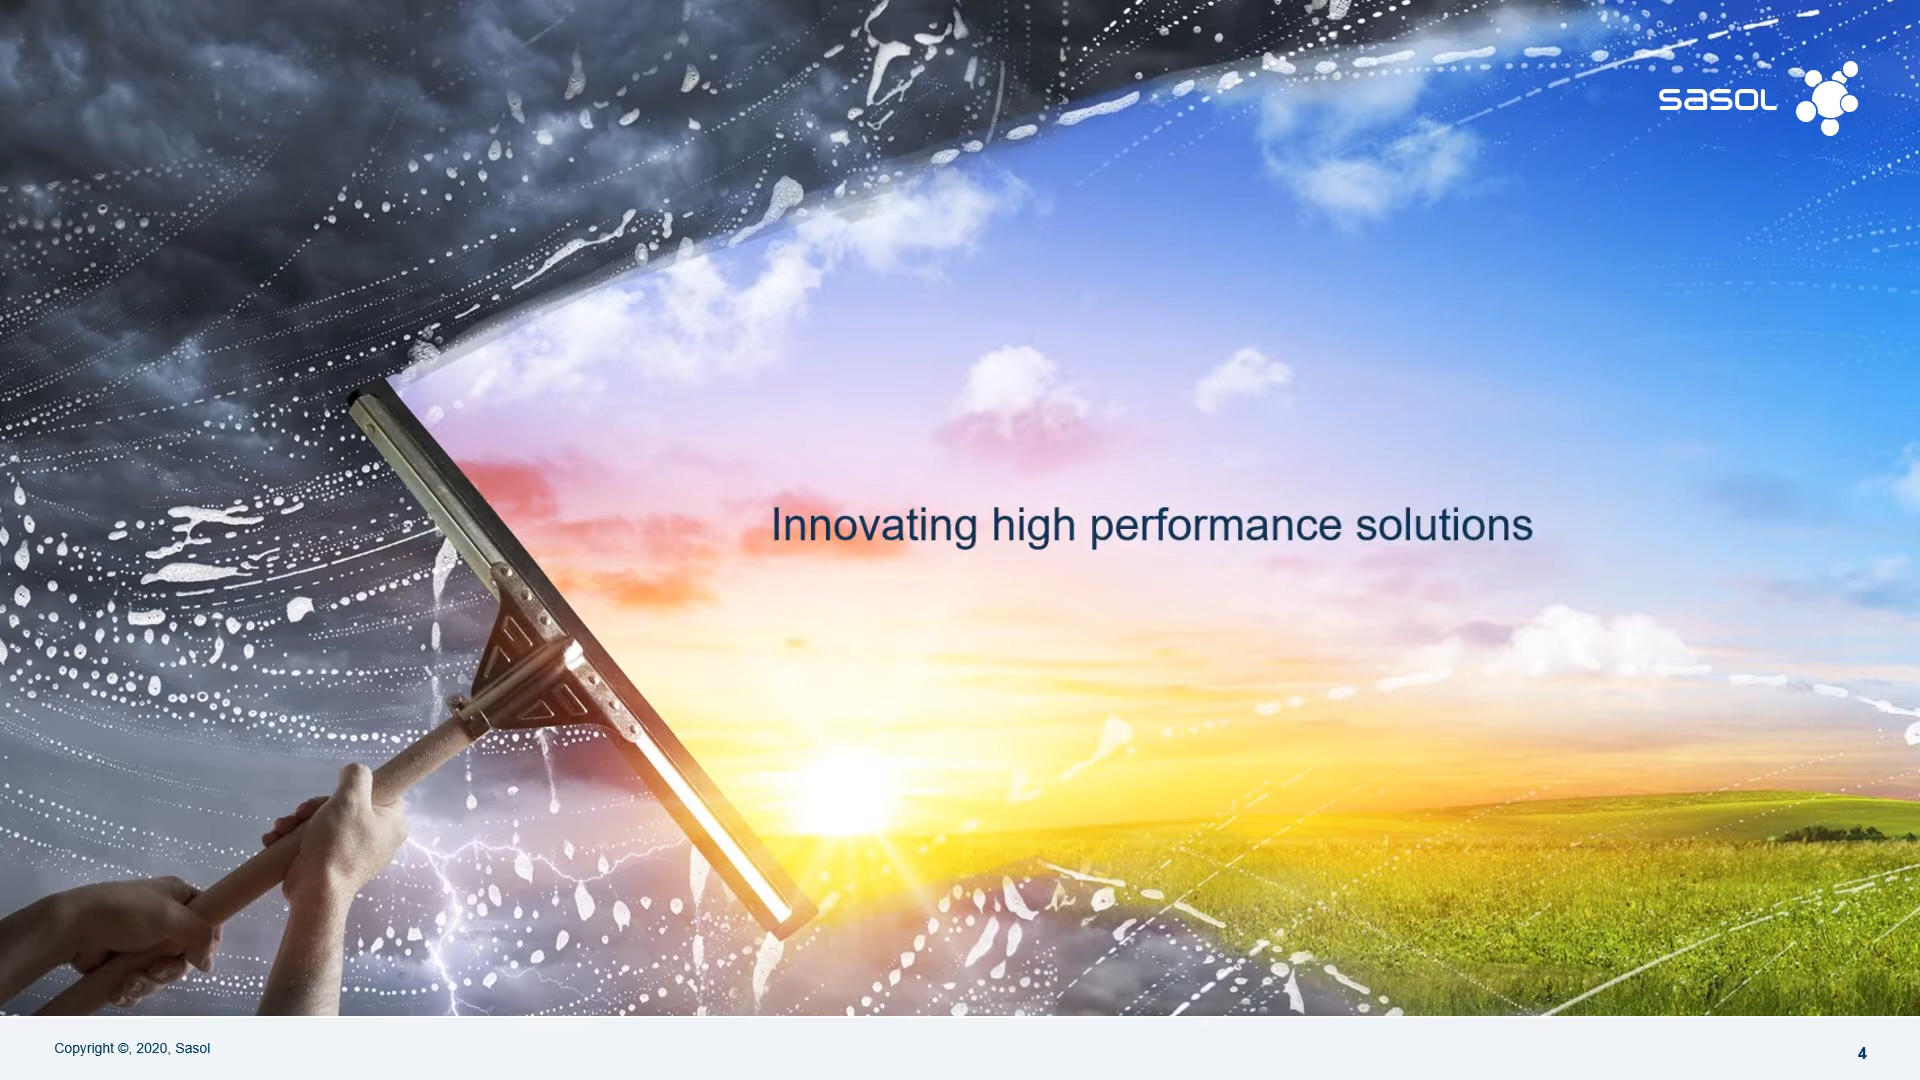 sasol
Innovating high performance solutions
Copyright ©, 2020, Sasol
4